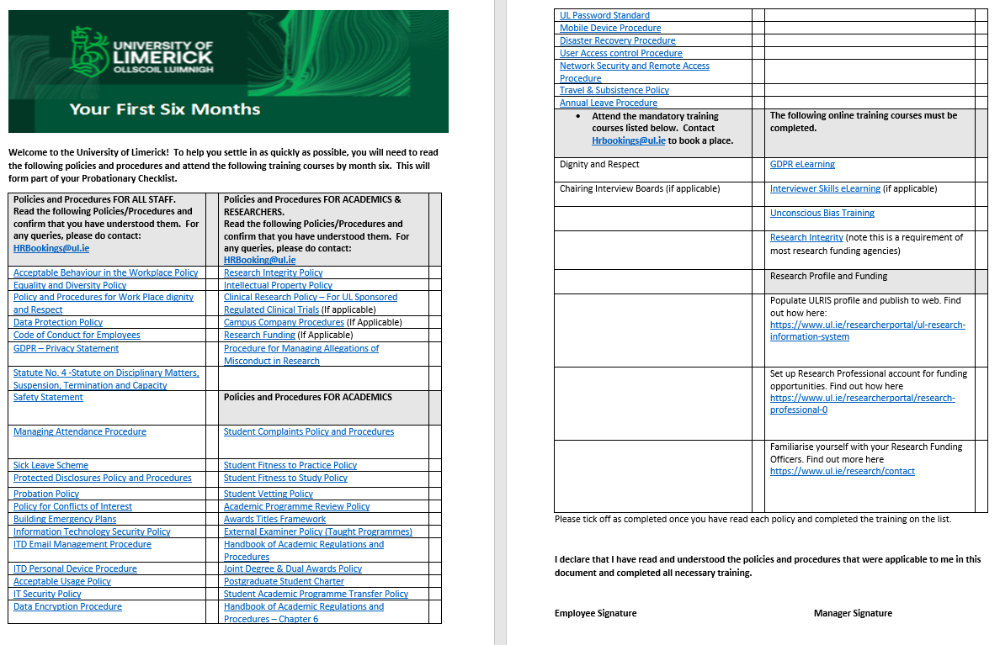 UNIVERSITY OF
LIMERICK
OLLSCOIL LUIMNIGH
Your First Six Months
Welcome to the University of Limerick!  To help you settle in as quickly as possible, you will need to read
the following policies and procedures and attend the following training courses by month six.  This will
form part of your Probationary Checklist.
Policies and Procedures FOR ALL STAFF.
Read the following Policies/Procedures and
confirm that you have understood them.  For
any queries, please do contact:
HRBookings@ul.ie
Policies and Procedures FOR ACADEMICS &
RESEARCHERS.
Read the following Policies/Procedures and
confirm that you have understood them.  For
any queries, please do contact:
HRBooking@ul.ie
Acceptable Behaviour in the Workplace Policy
Research Integrity Policy
Equality and Diversity Policy
Intellectual Property Policy
Policy and Procedures for Work Place dignity
and Respect
Clinical Research Policy – For UL Sponsored
Regulated Clinical Trials (If applicable)
Data Protection Policy
Campus Company Procedures (If Applicable)
Code of Conduct for Employees
Research Funding (If Applicable)
GDPR – Privacy Statement
Procedure for Managing Allegations of
Misconduct in Research
Statute No. 4 -Statute on Disciplinary Matters,
Suspension, Termination and Capacity
Safety Statement
Policies and Procedures FOR ACADEMICS
Managing Attendance Procedure
Student Complaints Policy and Procedures
Sick Leave Scheme
Student Fitness to Practice Policy
Protected Disclosures Policy and Procedures
Student Fitness to Study Policy
Probation Policy
Student Vetting Policy
Policy for Conflicts of Interest
Academic Programme Review Policy
Building Emergency Plans
Awards Titles Framework
Information Technology Security Policy
External Examiner Policy (Taught Programmes)
ITD Email Management Procedure
Handbook of Academic Regulations and
Procedures
ITD Personal Device Procedure
Joint Degree & Dual Awards Policy
Acceptable Usage Policy
Postgraduate Student Charter
IT Security Policy
Student Academic Programme Transfer Policy
Data Encryption Procedure
Handbook of Academic Regulations and
Procedures – Chapter 6
UL Password Standard
Mobile Device Procedure
Disaster Recovery Procedure
User Access control Procedure
Network Security and Remote Access
Procedure
Travel & Subsistence Policy
Annual Leave Procedure
• Attend the mandatory training
courses listed below.  Contact
Hrbookings@ul.ie to book a place.
The following online training courses must be
completed.
Dignity and Respect
GDPR eLearning
Chairing Interview Boards (if applicable)
Interviewer Skills eLearning (if applicable)
Unconscious Bias Training
Research Integrity (note this is a requirement of
most research funding agencies)
Research Profile and Funding
Populate ULRIS profile and publish to web. Find
out how here:
https://www.ul.ie/researcherportal/ul-research-
information-system
Set up Research Professional account for funding
opportunities. Find out how here
https://www.ul.ie/researcherportal/research-
professional-0
Familiarise yourself with your Research Funding
Officers. Find out more here
https://www.ul.ie/research/contact
Please tick off as completed once you have read each policy and completed the training on the list.
I declare that I have read and understood the policies and procedures that were applicable to me in this
document and completed all necessary training.
Employee Signature
Manager Signature